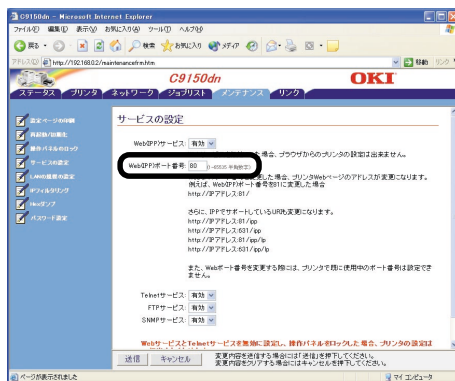 C9150dn - Microsoft Internet Explorer
ファイル(F) 編集(E) 表示(V) お気に入り(A) ツール(T) ヘルプ(H)
戻る 検索 お気に入り メディア
アドレス(D) http://192.168.0.2/maintenancefrm.htm 移動 リンク
C9150dn OKI
ステータス プリンタ ネットワーク ジョブリスト メンテナンス リンク
設定ページの印刷
再起動/初期化
操作パネルのロック
サービスの設定
LANの規模の設定
IPフィルタリング
Hexダンプ
パスワード設定
サービスの設定
Web(IPP)サービス: 有効
した場合、ブラウザからのプリンタの設定は出来ません。
Web(IPP)ポート番号: 80 (1-65535 半角数字)
変更した場合、プリンタWebページのアドレスが変更になります。
例えば、Web(IPP)ポート番号を81に変更した場合
http://IPアドレス:81/
さらに、IPPでサポートしているURLも変更になります。
http://IPアドレス:81/ipp
http://IPアドレス:631/ipp
http://IPアドレス:81/ipp/lp
http://IPアドレス:631/ipp/lp
また、Webポート番号を変更する際には、プリンタで既に使用中のポート番号は設定できません。
Telnetサービス: 有効
FTPサービス: 有効
SNMPサービス: 有効
WebサービスとTelnetサービスを無効に設定し、操作パネルをロックした場合、プリンタの設定は
送信 キャンセル 変更内容を送信する場合には「送信」を押下してください。
変更内容をクリアする場合にはキャンセルを押下してください。
ページが表示されました マイ コンピュータ